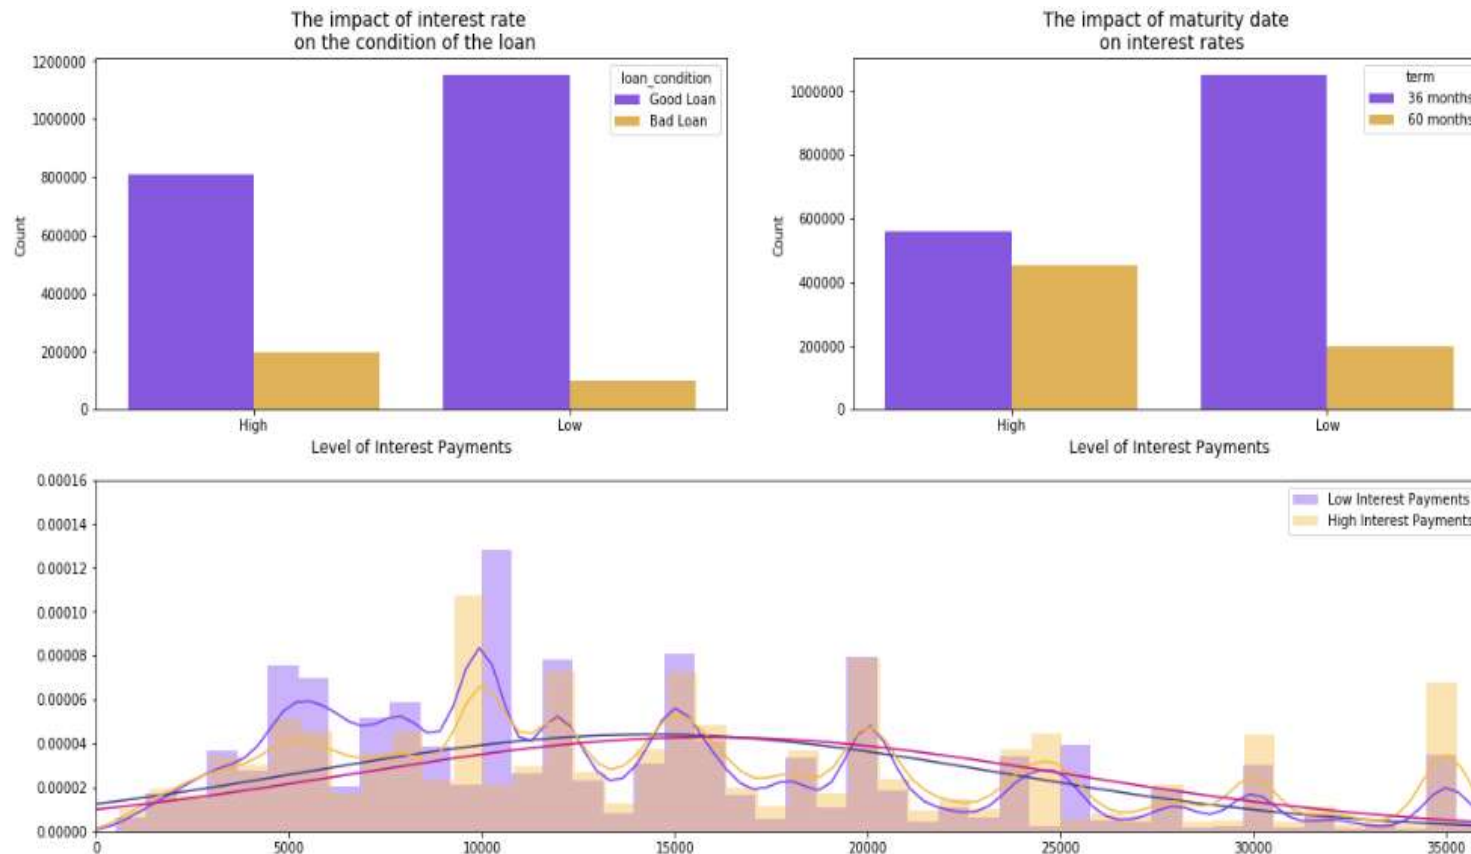 The impact of interest rate
on the condition of the loan
1200000
1000000
800000
600000
400000
200000
0
Count
loan_condition
Good Loan
Bad Loan
High
Low
Level of Interest Payments
The impact of maturity date
on interest rates
1000000
800000
600000
400000
200000
0
Count
term
36 months
60 months
High
Low
Level of Interest Payments
0.00016
0.00014
0.00012
0.00010
0.00008
0.00006
0.00004
0.00002
0.00000
Low Interest Payments
High Interest Payments
0
5000
10000
15000
20000
25000
30000
35000